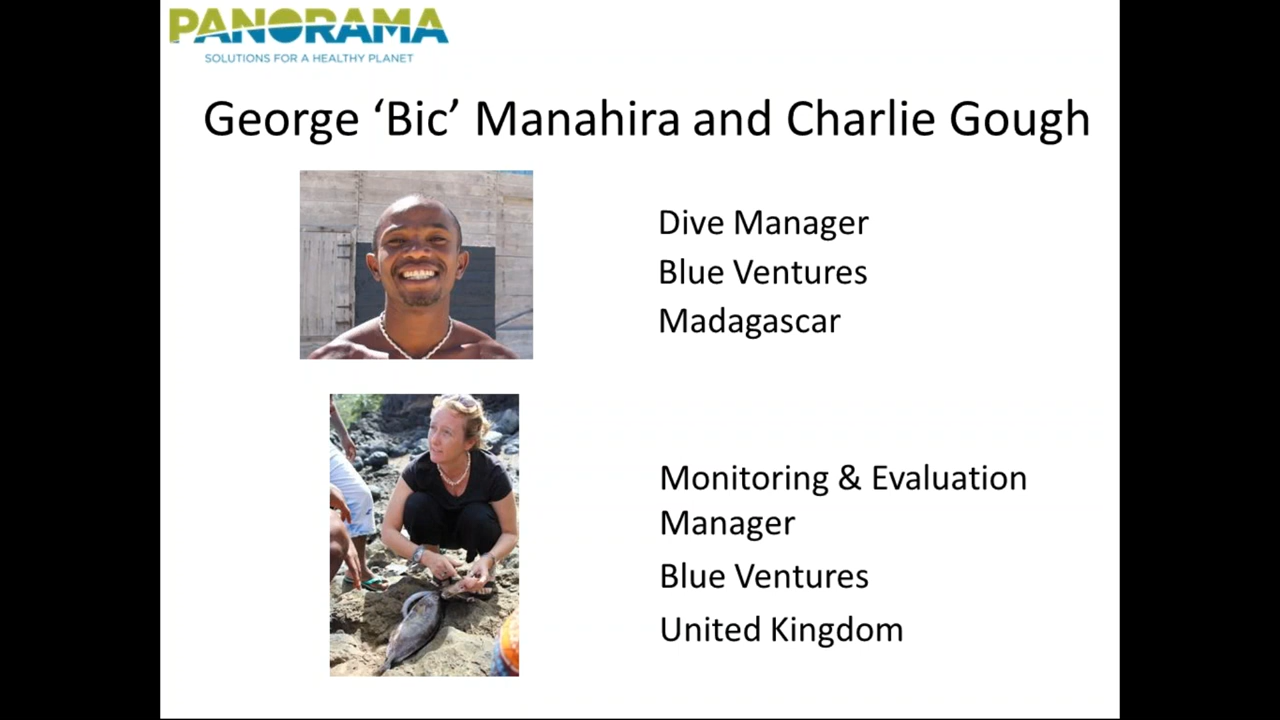 PANORAMA
SOLUTIONS FOR A HEALTHY PLANET
George ‘Bic’ Manahira and Charlie Gough
Dive Manager
Blue Ventures
Madagascar
Monitoring & Evaluation
Manager
Blue Ventures
United Kingdom